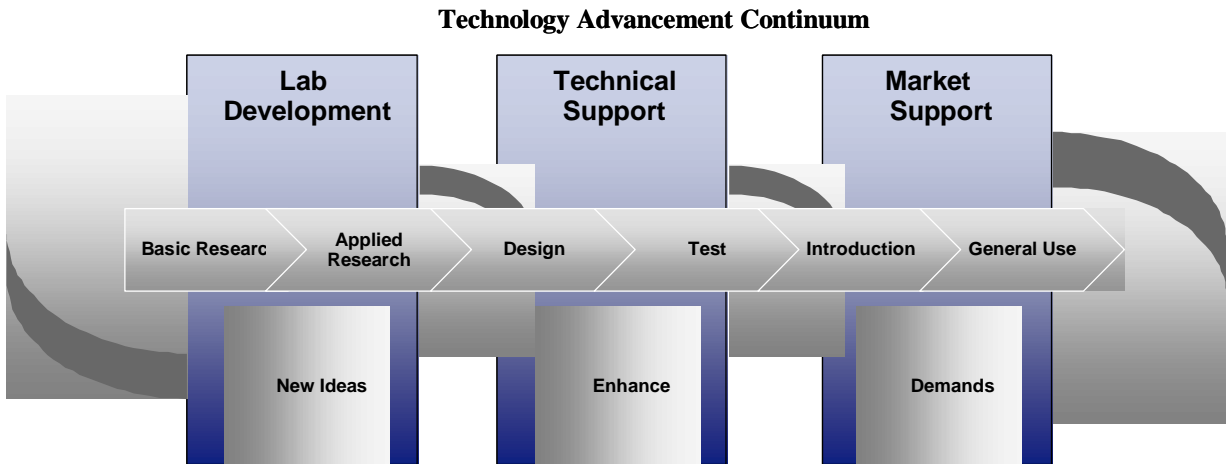 Technology Advancement Continuum
Lab
Development
Technical
Support
Market
Support
Basic Researc
Applied
Research
Design
Test
Introduction
General Use
New Ideas
Enhance
Demands